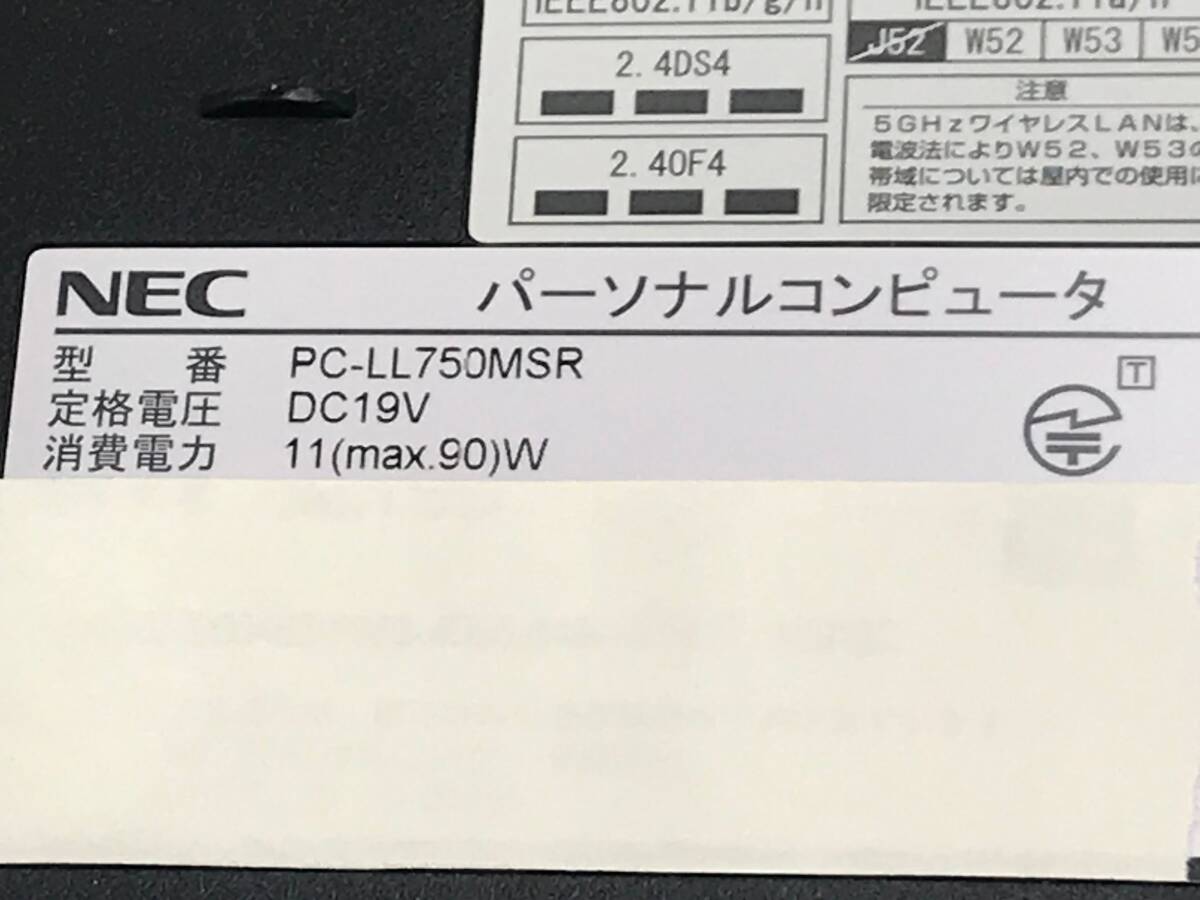 IEEE802.11b/g/n
IEEE802.11a/n
J52 W52 W53
2.4DS4
2.4OF4
注意
5GHzワイヤレスLANは、
電波法によりW52、W53の
帯域については屋内での使用に
限定されます。
NEC パーソナルコンピュータ
型 番 PC-LL750MSR
定格電圧 DC19V
消費電力 11(max.90)W
T